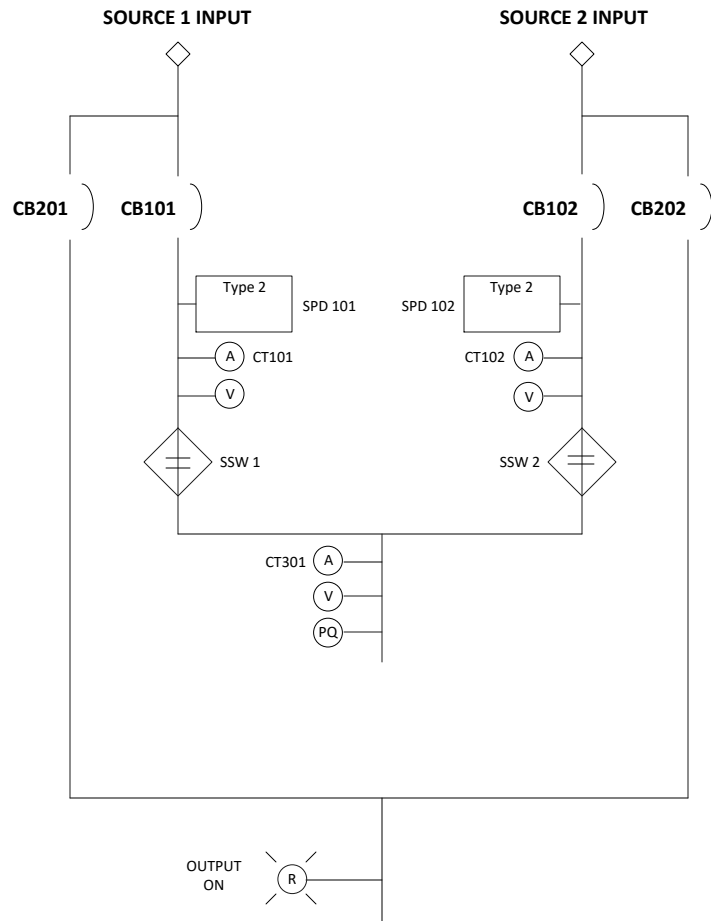 SOURCE 1 INPUT
SOURCE 2 INPUT
CB201
CB101
CB102
CB202
Type 2
SPD 101
SPD 102
Type 2
A
CT101
CT102
A
V
V
SSW 1
SSW 2
CT301
A
V
PQ
OUTPUT
ON
R